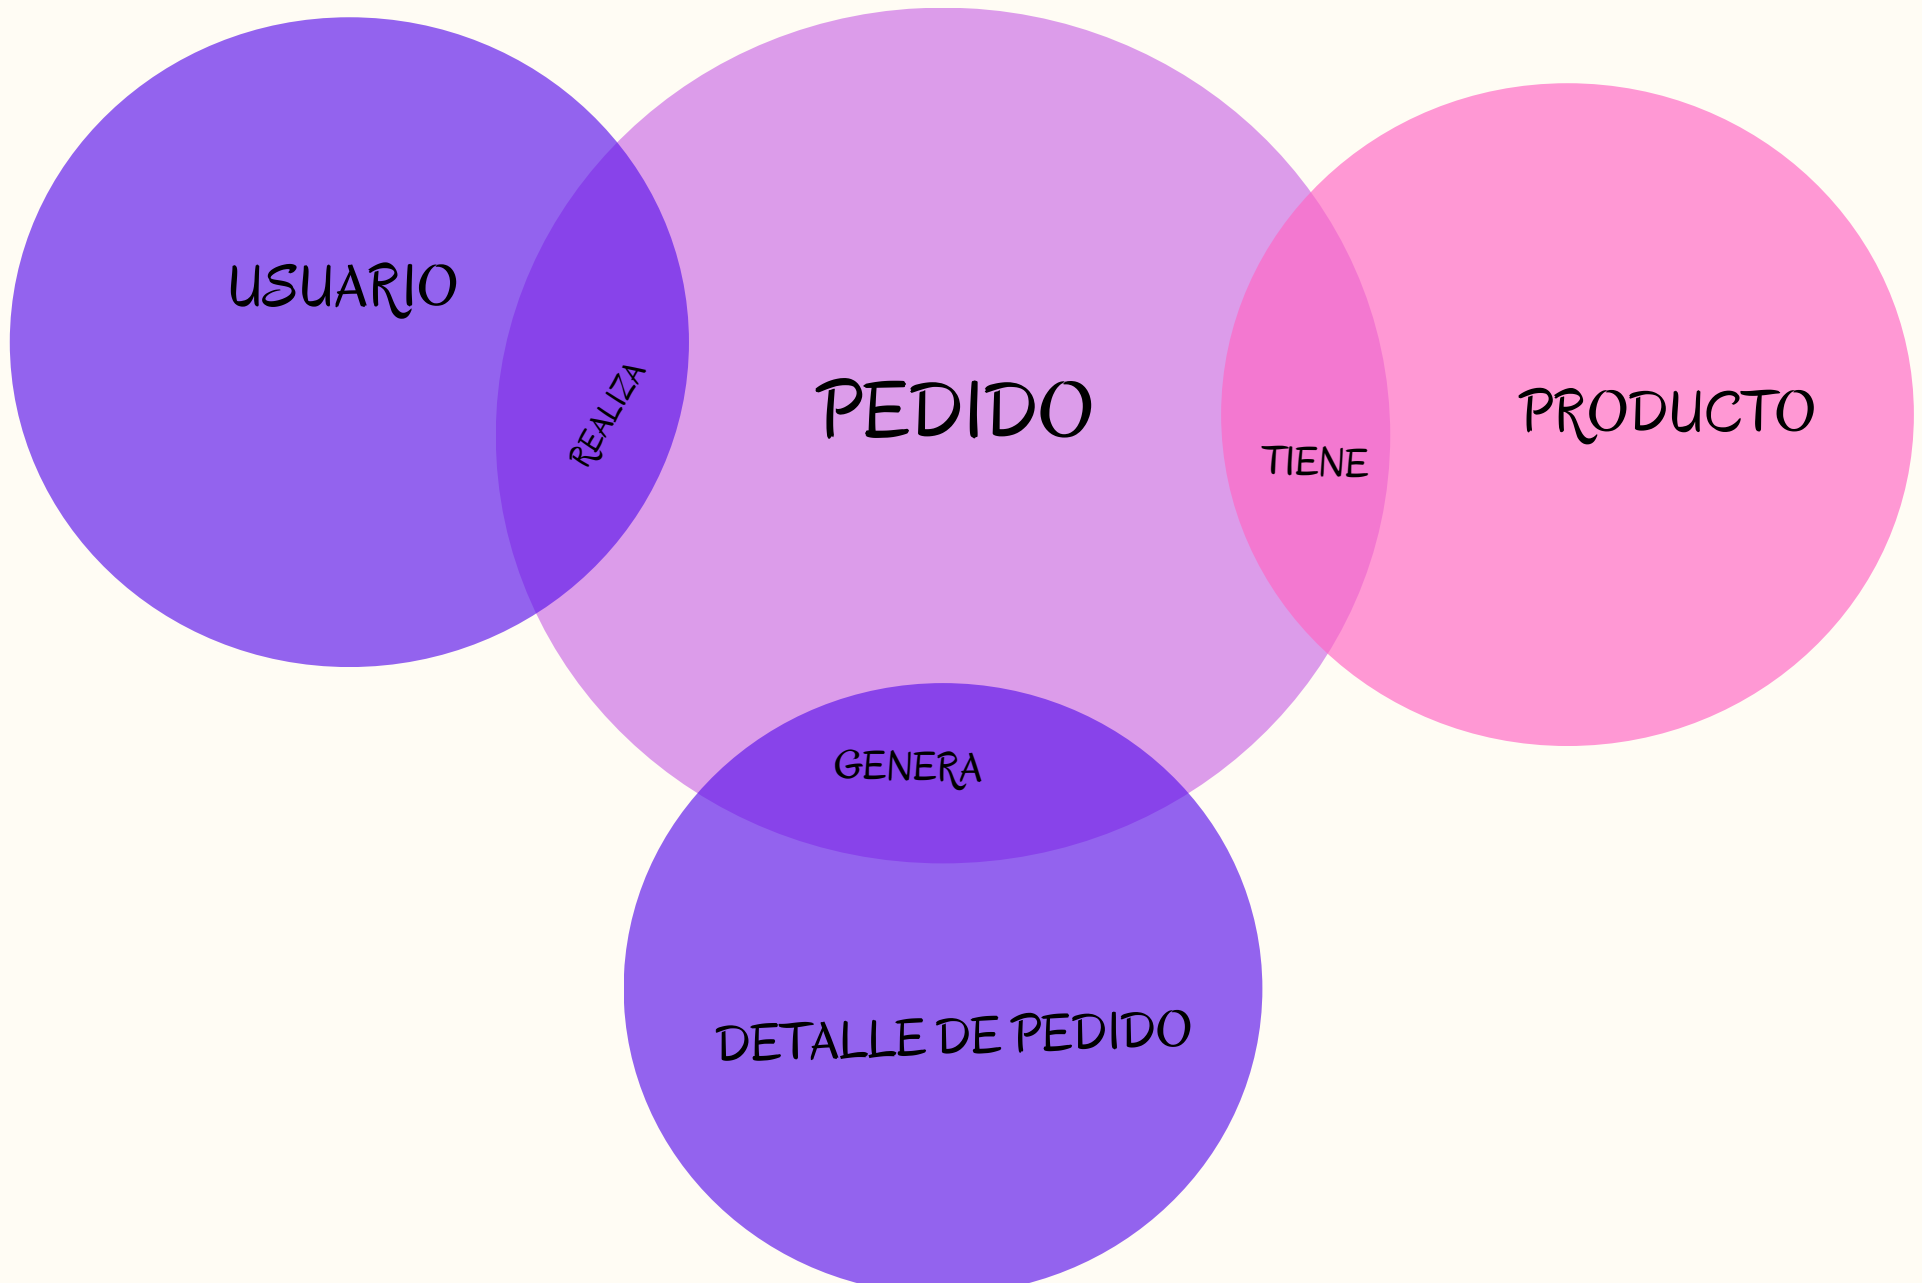 USUARIO
REALIZA
PEDIDO
TIENE
PRODUCTO
GENERA
DETALLE DE PEDIDO